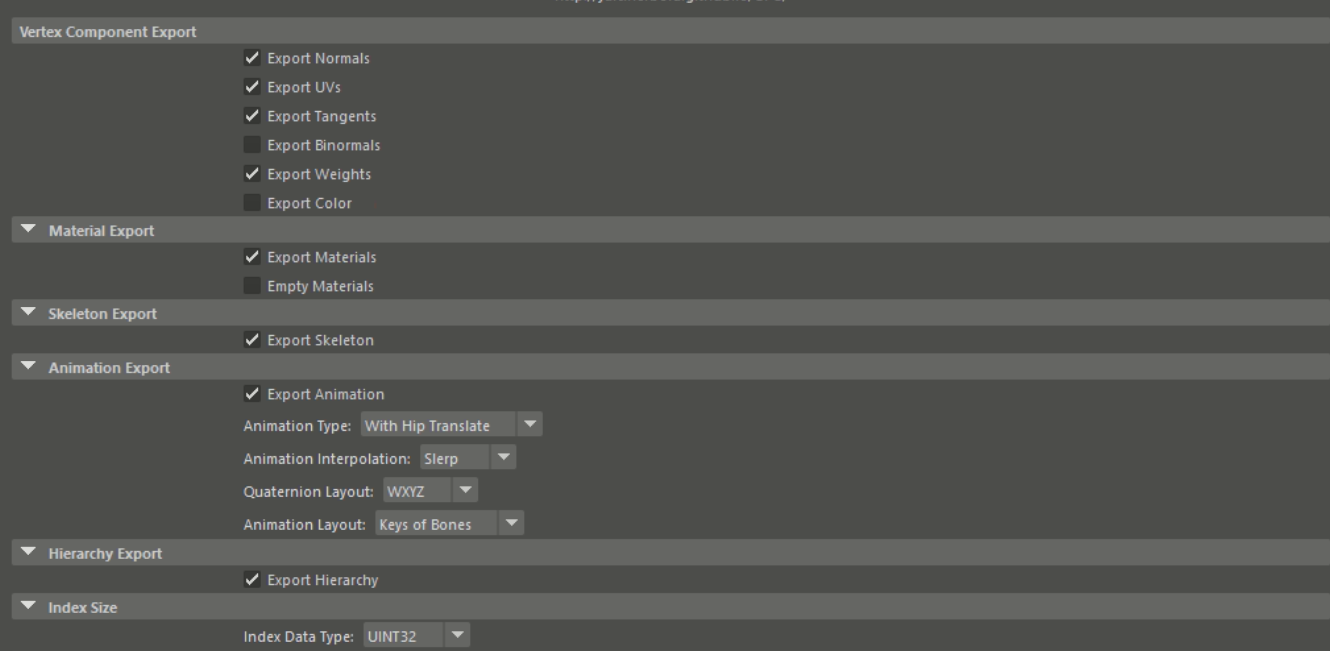 Vertex Component Export
Export Normals
Export UVs
Export Tangents
Export Binormals
Export Weights
Export Color
Material Export
Export Materials
Empty Materials
Skeleton Export
Export Skeleton
Animation Export
Export Animation
Animation Type: With Hip Translate
Animation Interpolation: Slerp
Quaternion Layout: WXYZ
Animation Layout: Keys of Bones
Hierarchy Export
Export Hierarchy
Index Size
Index Data Type: UINT32